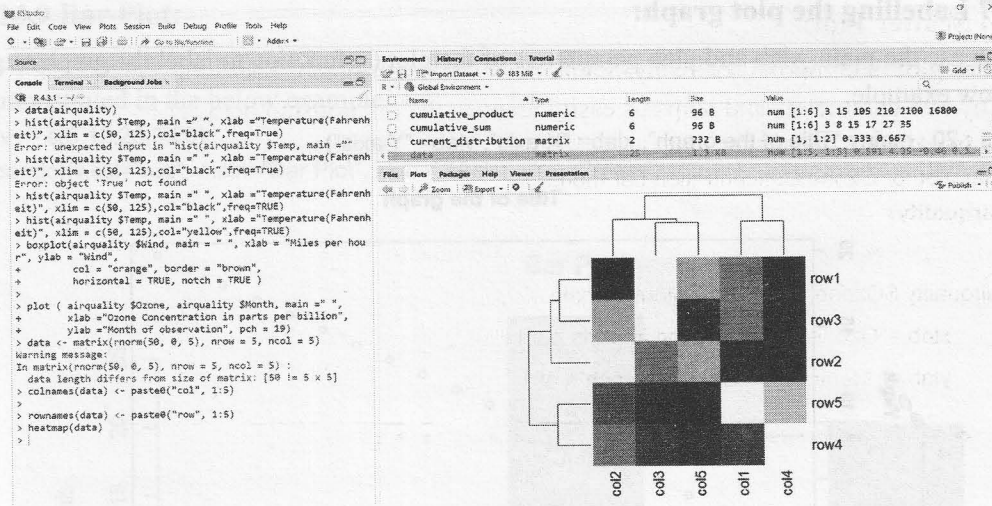 Labelling the plot graph:
RStudio
File Edit Code View Plots Session Build Debug Profile Tools Help
Go to file/function
Addins
Project: (None
Source
Console Terminal × Background Jobs ×
R 4.3.1 · ~/
> data(airquality)
> hist(airquality $Temp, main =" ", xlab ="Temperature(Fahrenh
eit)", xlim = c(50, 125),col="black",freq=True)
Error: unexpected input in "hist(airquality $Temp, main ="
> hist(airquality $Temp, main =" ", xlab ="Temperature(Fahrenh
eit)", xlim = c(50, 125),col="black",freq=True)
Error: object 'True' not found
> hist(airquality $Temp, main =" ", xlab ="Temperature(Fahrenh
eit)", xlim = c(50, 125),col="black",freq=TRUE)
> hist(airquality $Temp, main =" ", xlab ="Temperature(Fahrenh
eit)", xlim = c(50, 125),col="yellow",freq=TRUE)
> boxplot(airquality $Wind, main = " ", xlab = "Miles per hou
r", ylab = "Wind",
+ col = "orange", border = "brown",
+ horizontal = TRUE, notch = TRUE )
>
> plot ( airquality $Ozone, airquality $Month, main =" ",
+ xlab ="Ozone Concentration in parts per billion",
+ ylab ="Month of observation", pch = 19)
> data <- matrix(rnorm(50, 0, 5), nrow = 5, ncol = 5)
Warning message:
In matrix(rnorm(50, 0, 5), nrow = 5, ncol = 5) :
data length differs from size of matrix: [50 != 5 x 5]
> colnames(data) <- paste0("col", 1:5)
>
> rownames(data) <- paste0("row", 1:5)
> heatmap(data)
>
Environment History Connections Tutorial
Import Dataset 183 MiB
Grid
R Global Environment
Name Type Length Size Value
cumulative_product numeric 6 96 B num [1:6] 3 15 105 210 2100 16800
cumulative_sum numeric 6 96 B num [1:6] 3 8 15 17 27 35
current_distribution matrix 2 232 B num [1, 1:2] 0.333 0.667
data matrix 25
Files Plots Packages Help Viewer Presentation
Zoom Export
Publish
row1
row3
row2
row5
row4
col2
col3
col5
col1
col4